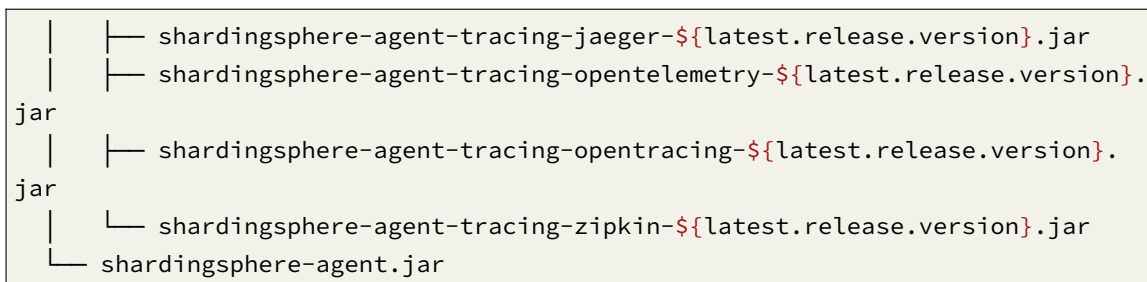 │   ├── shardingsphere-agent-tracing-jaeger-${latest.release.version}.jar
│   ├── shardingsphere-agent-tracing-opentelemetry-${latest.release.version}.
jar
│   ├── shardingsphere-agent-tracing-opentracing-${latest.release.version}.
jar
│   └── shardingsphere-agent-tracing-zipkin-${latest.release.version}.jar
└── shardingsphere-agent.jar